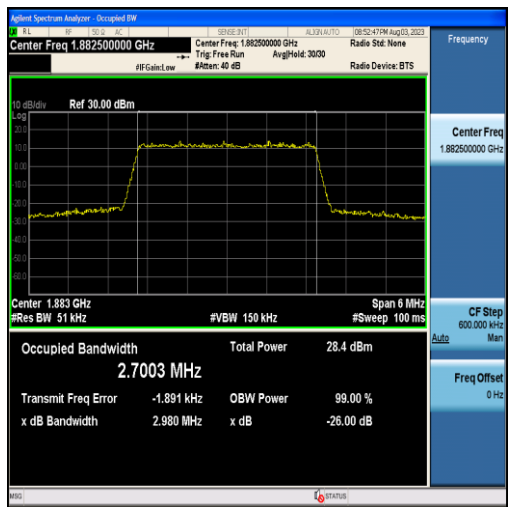 Agilent Spectrum Analyzer - Occupied BW
RL RF 50 Ω AC SENSE:INT ALIGN AUTO 08:52:47 PM Aug 03, 2023
Center Freq 1.882500000 GHz
Center Freq: 1.882500000 GHz
Radio Std: None
Trig: Free Run Avg|Hold: 30/30
#IFGain:Low #Atten: 40 dB Radio Device: BTS
Frequency
10 dB/div Ref 30.00 dBm
Log
20.0
10.0
0.00
-10.0
-20.0
-30.0
-40.0
-50.0
-60.0
Center Freq
1.882500000 GHz
Center 1.883 GHz Span 6 MHz
#Res BW 51 kHz #VBW 150 kHz #Sweep 100 ms
CF Step
600.000 kHz
Auto Man
Occupied Bandwidth Total Power 28.4 dBm
2.7003 MHz
Transmit Freq Error -1.891 kHz OBW Power 99.00 %
x dB Bandwidth 2.980 MHz x dB -26.00 dB
Freq Offset
0 Hz
MSG STATUS